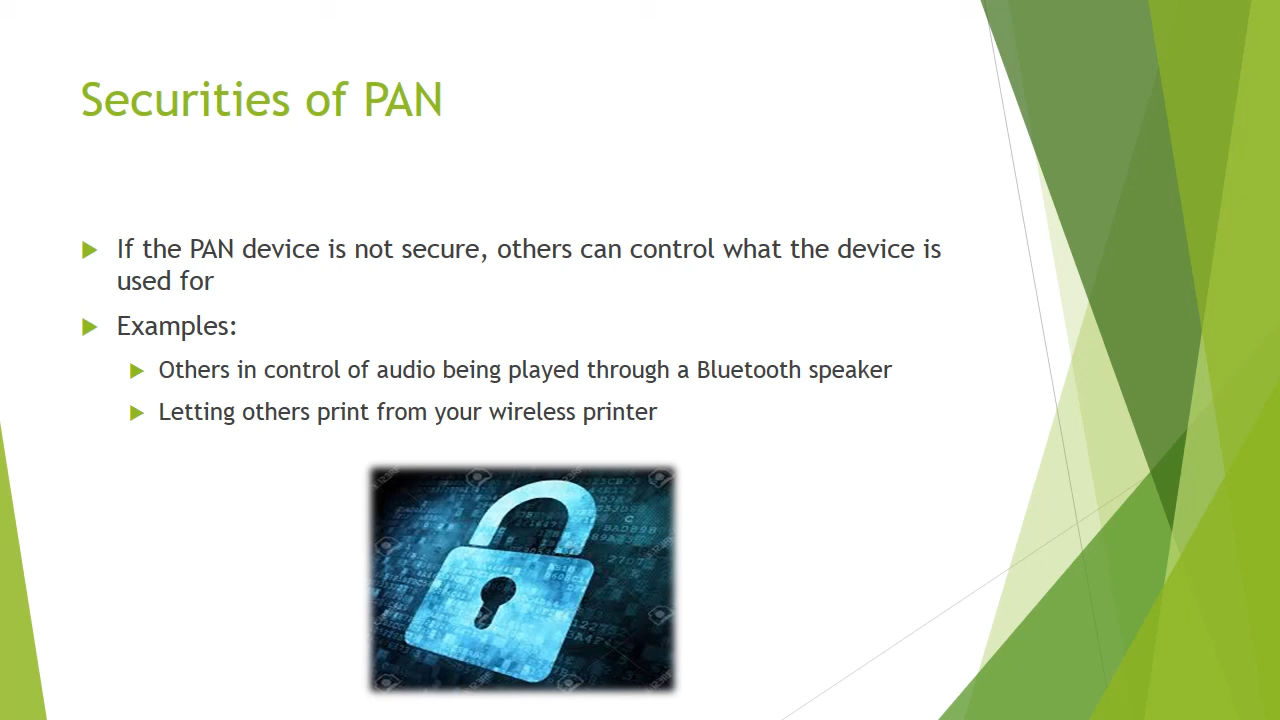 Securities of PAN
If the PAN device is not secure, others can control what the device is
used for
Examples:
Others in control of audio being played through a Bluetooth speaker
Letting others print from your wireless printer